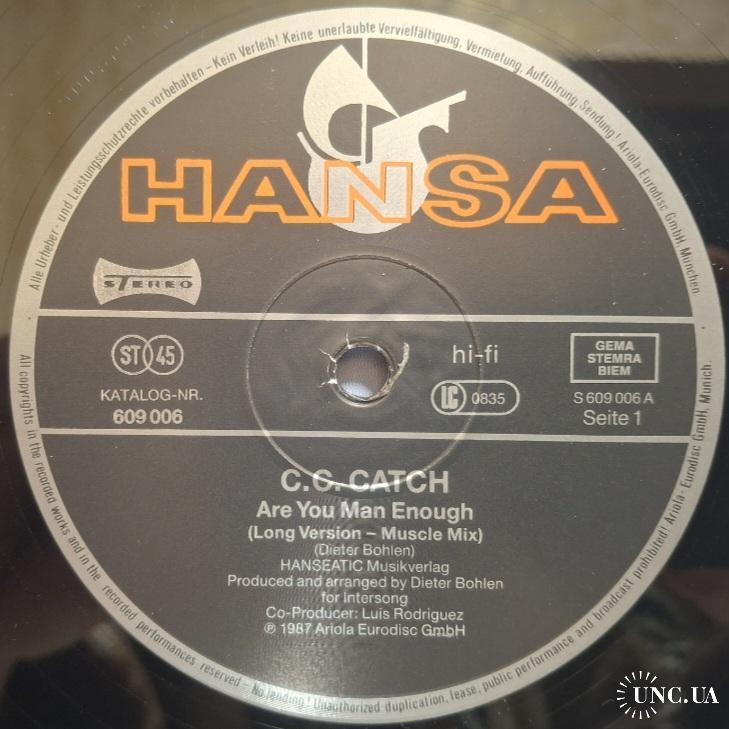 Alle Urheber- und Leistungsschutzrechte vorbehalten – Kein Verleih! Keine unerlaubte Vervielfältigung, Vermietung, Aufführung, Sendung! Ariola-Eurodisc GmbH, München
HANSA
STEREO
ST 45
hi-fi
GEMA
STEMRA
BIEM
KATALOG-NR.
609 006
LC 0835
S 609 006 A
Seite 1
C.C. CATCH
Are You Man Enough
(Long Version – Muscle Mix)
(Dieter Bohlen)
HANSEATIC Musikverlag
Produced and arranged by Dieter Bohlen
for Intersong
Co-Producer: Luis Rodriguez
℗ 1987 Ariola Eurodisc GmbH
All copyrights in the recorded works and in the recorded performances reserved – No lending! Unauthorized duplication, lease, public performance and broadcast prohibited! Ariola-Eurodisc GmbH, Munich.
UNC.UA